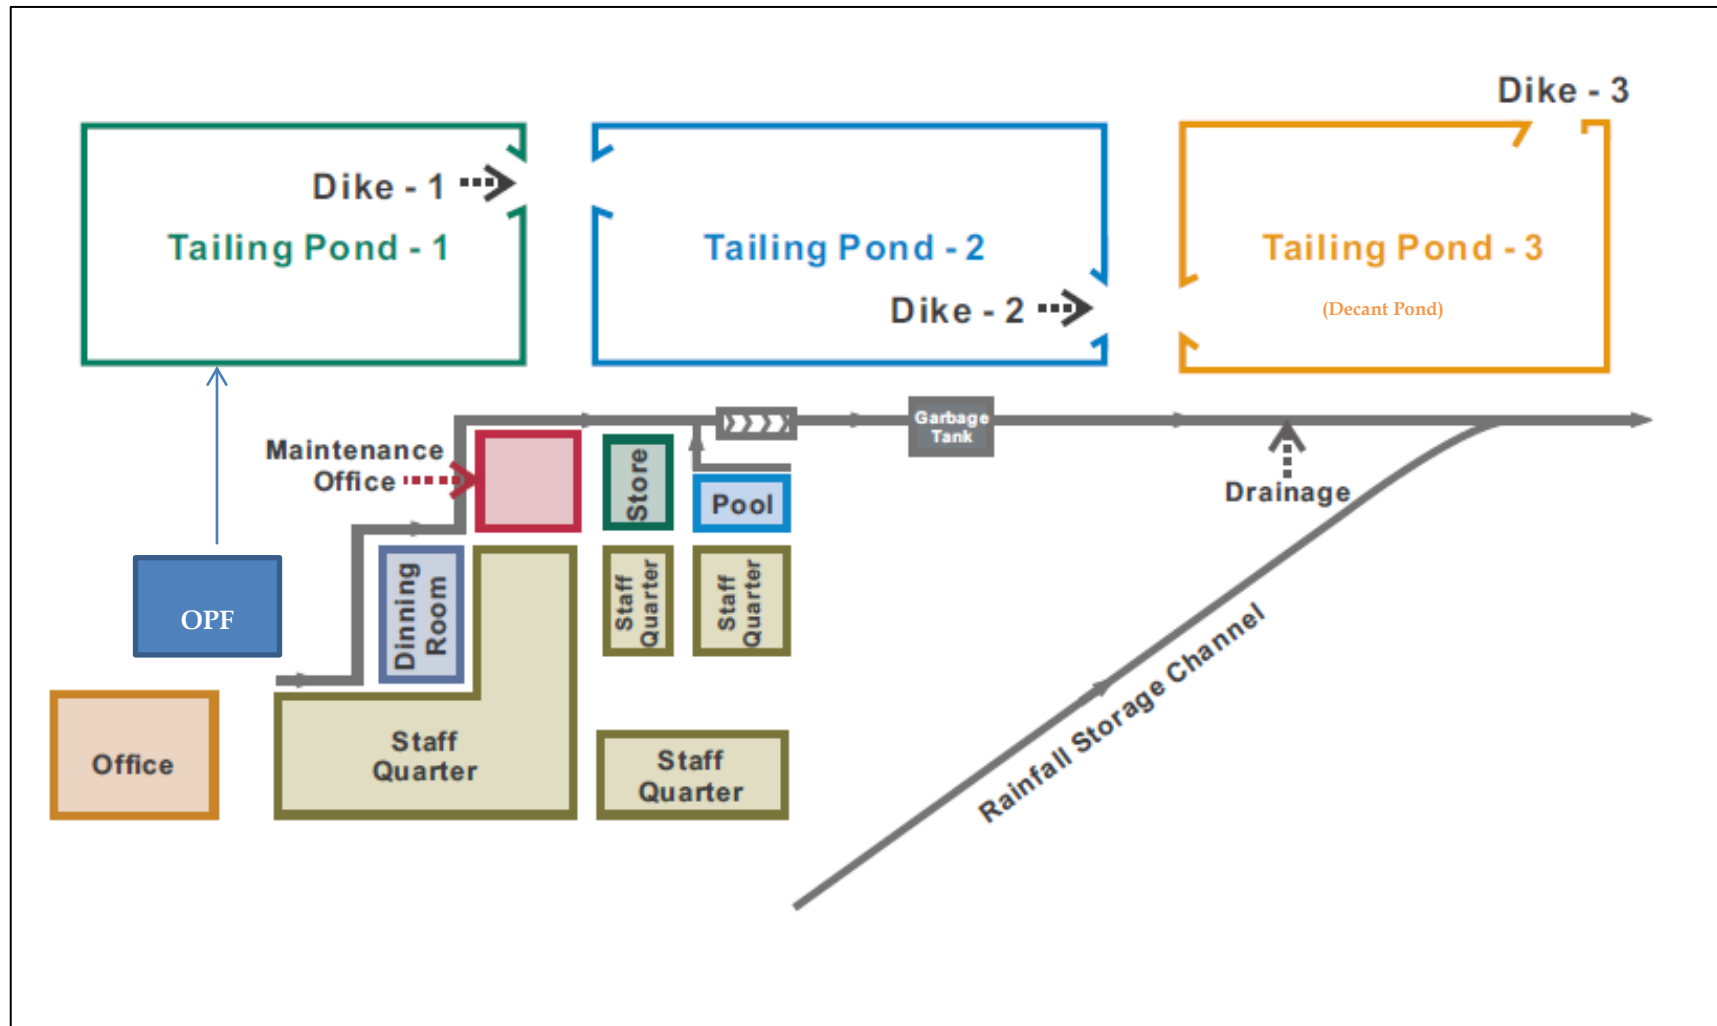 Dike - 3
Dike - 1
Tailing Pond - 1
Tailing Pond - 2
Dike - 2
Tailing Pond - 3
(Decant Pond)
Maintenance
Office
Store
Pool
Garbage
Tank
Drainage
OPF
Dinning
Room
Staff
Quarter
Staff
Quarter
Office
Staff
Quarter
Staff
Quarter
Rainfall Storage Channel